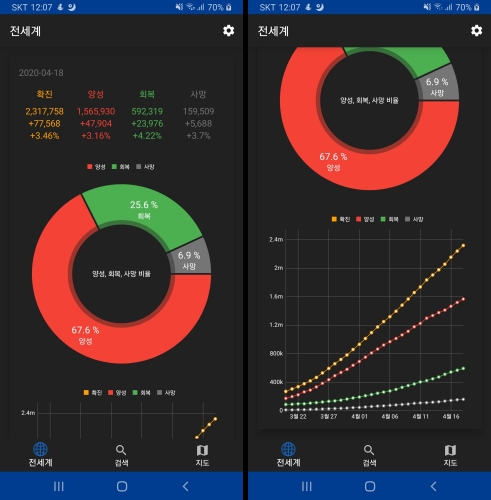 SKT 12:07 70%
전세계
2020-04-18
확진 양성 회복 사망
2,317,758 1,565,930 592,319 159,509
+77,568 +47,904 +23,976 +5,688
+3.46% +3.16% +4.22% +3.7%
양성 회복 사망
25.6 %
회복
6.9 %
사망
양성, 회복, 사망 비율
67.6 %
양성
확진 양성 회복 사망
2.4m
전세계 검색 지도
SKT 12:07 70%
전세계
6.9 %
사망
양성, 회복, 사망 비율
67.6 %
양성
확진 양성 회복 사망
2.4m
2m
1.6m
1.2m
800k
400k
0
3월 22 3월 27 4월 01 4월 06 4월 11 4월 16
전세계 검색 지도